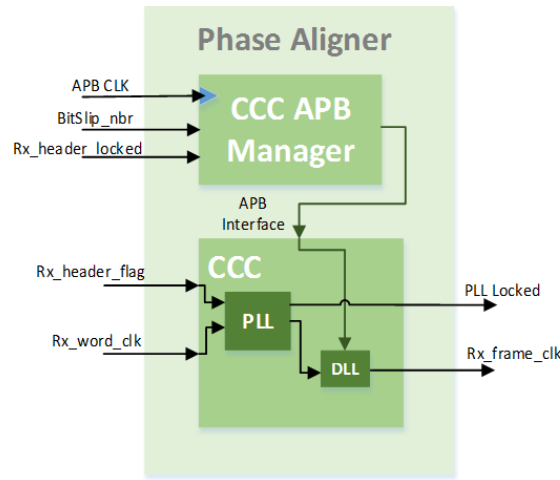 Phase Aligner
APB CLK
BitSlip_nbr
Rx_header_locked
CCC APB
Manager
APB
Interface
CCC
Rx_header_flag
Rx_word_clk
PLL
DLL
PLL Locked
Rx_frame_clk